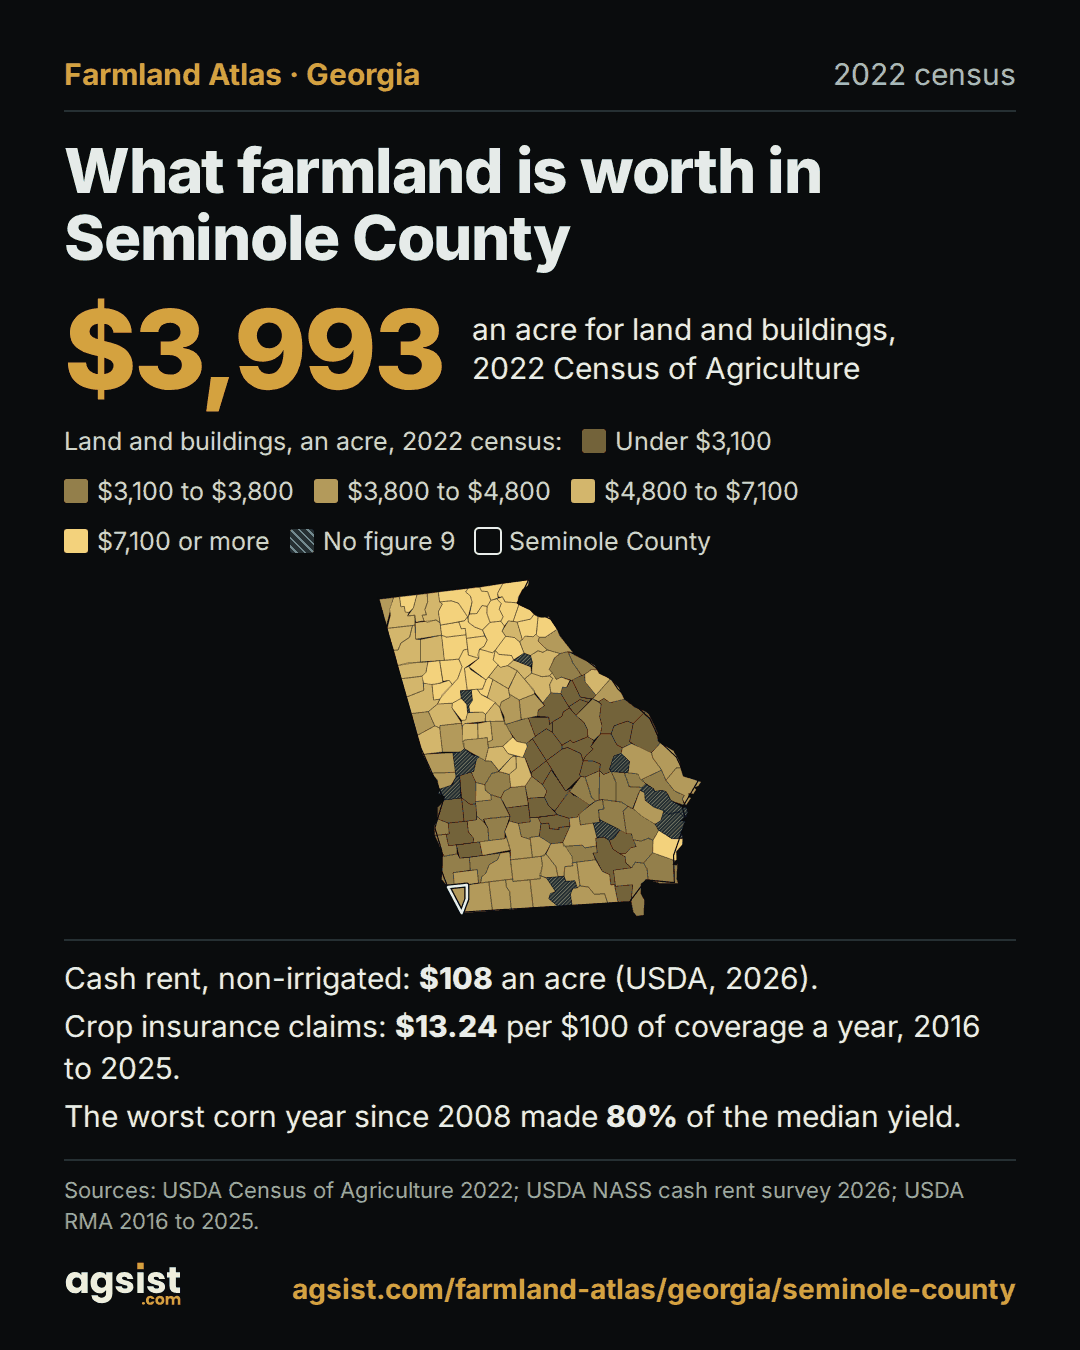 Farmland Atlas · Georgia
2022 census
What farmland is worth in
Seminole County
$3,993
an acre for land and buildings,
2022 Census of Agriculture
Land and buildings, an acre, 2022 census: Under $3,100
$3,100 to $3,800 $3,800 to $4,800 $4,800 to $7,100
$7,100 or more No figure 9 Seminole County
Cash rent, non-irrigated: $108 an acre (USDA, 2026).
Crop insurance claims: $13.24 per $100 of coverage a year, 2016
to 2025.
The worst corn year since 2008 made 80% of the median yield.
Sources: USDA Census of Agriculture 2022; USDA NASS cash rent survey 2026; USDA
RMA 2016 to 2025.
agsist
.com
agsist.com/farmland-atlas/georgia/seminole-county